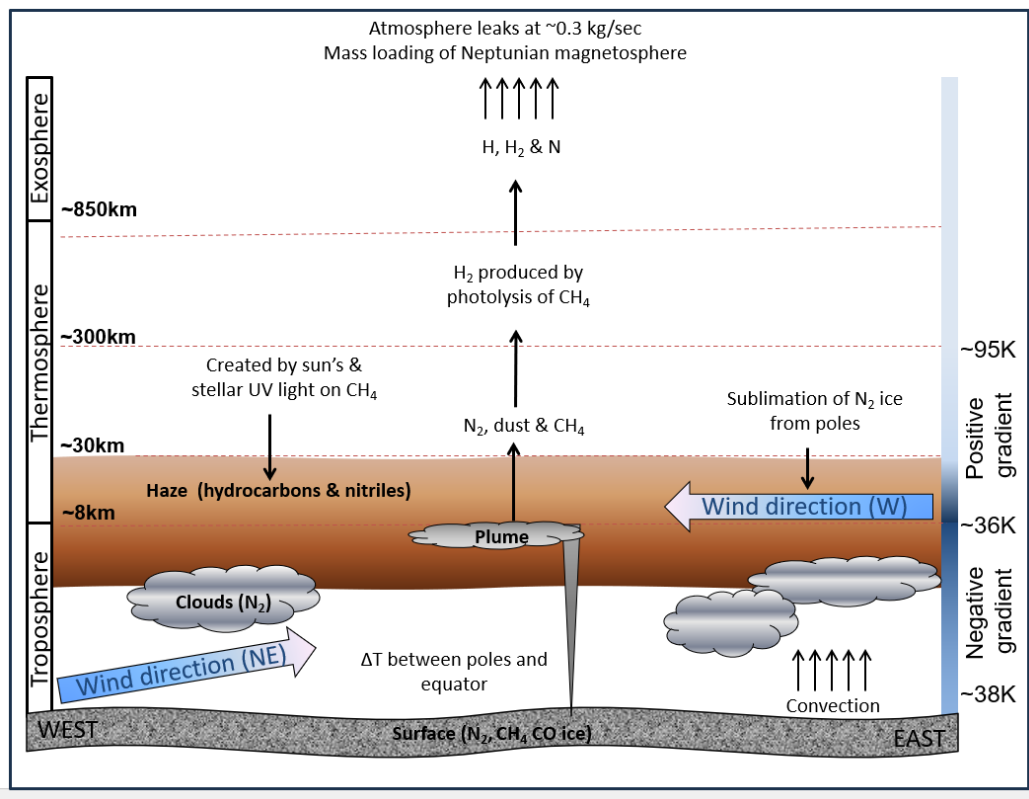 Atmosphere leaks at ~0.3 kg/sec
Mass loading of Neptunian magnetosphere
Exosphere
H, H₂ & N
~850km
H₂ produced by
photolysis of CH₄
Thermosphere
~300km
~95K
Created by sun's &
stellar UV light on CH₄
Sublimation of N₂ ice
from poles
N₂, dust & CH₄
Positive
gradient
~30km
Haze (hydrocarbons & nitriles)
Wind direction (W)
~8km
~36K
Plume
Troposphere
Clouds (N₂)
Negative
gradient
Wind direction (NE)
ΔT between poles and
equator
~38K
Convection
WEST
Surface (N₂, CH₄ CO ice)
EAST